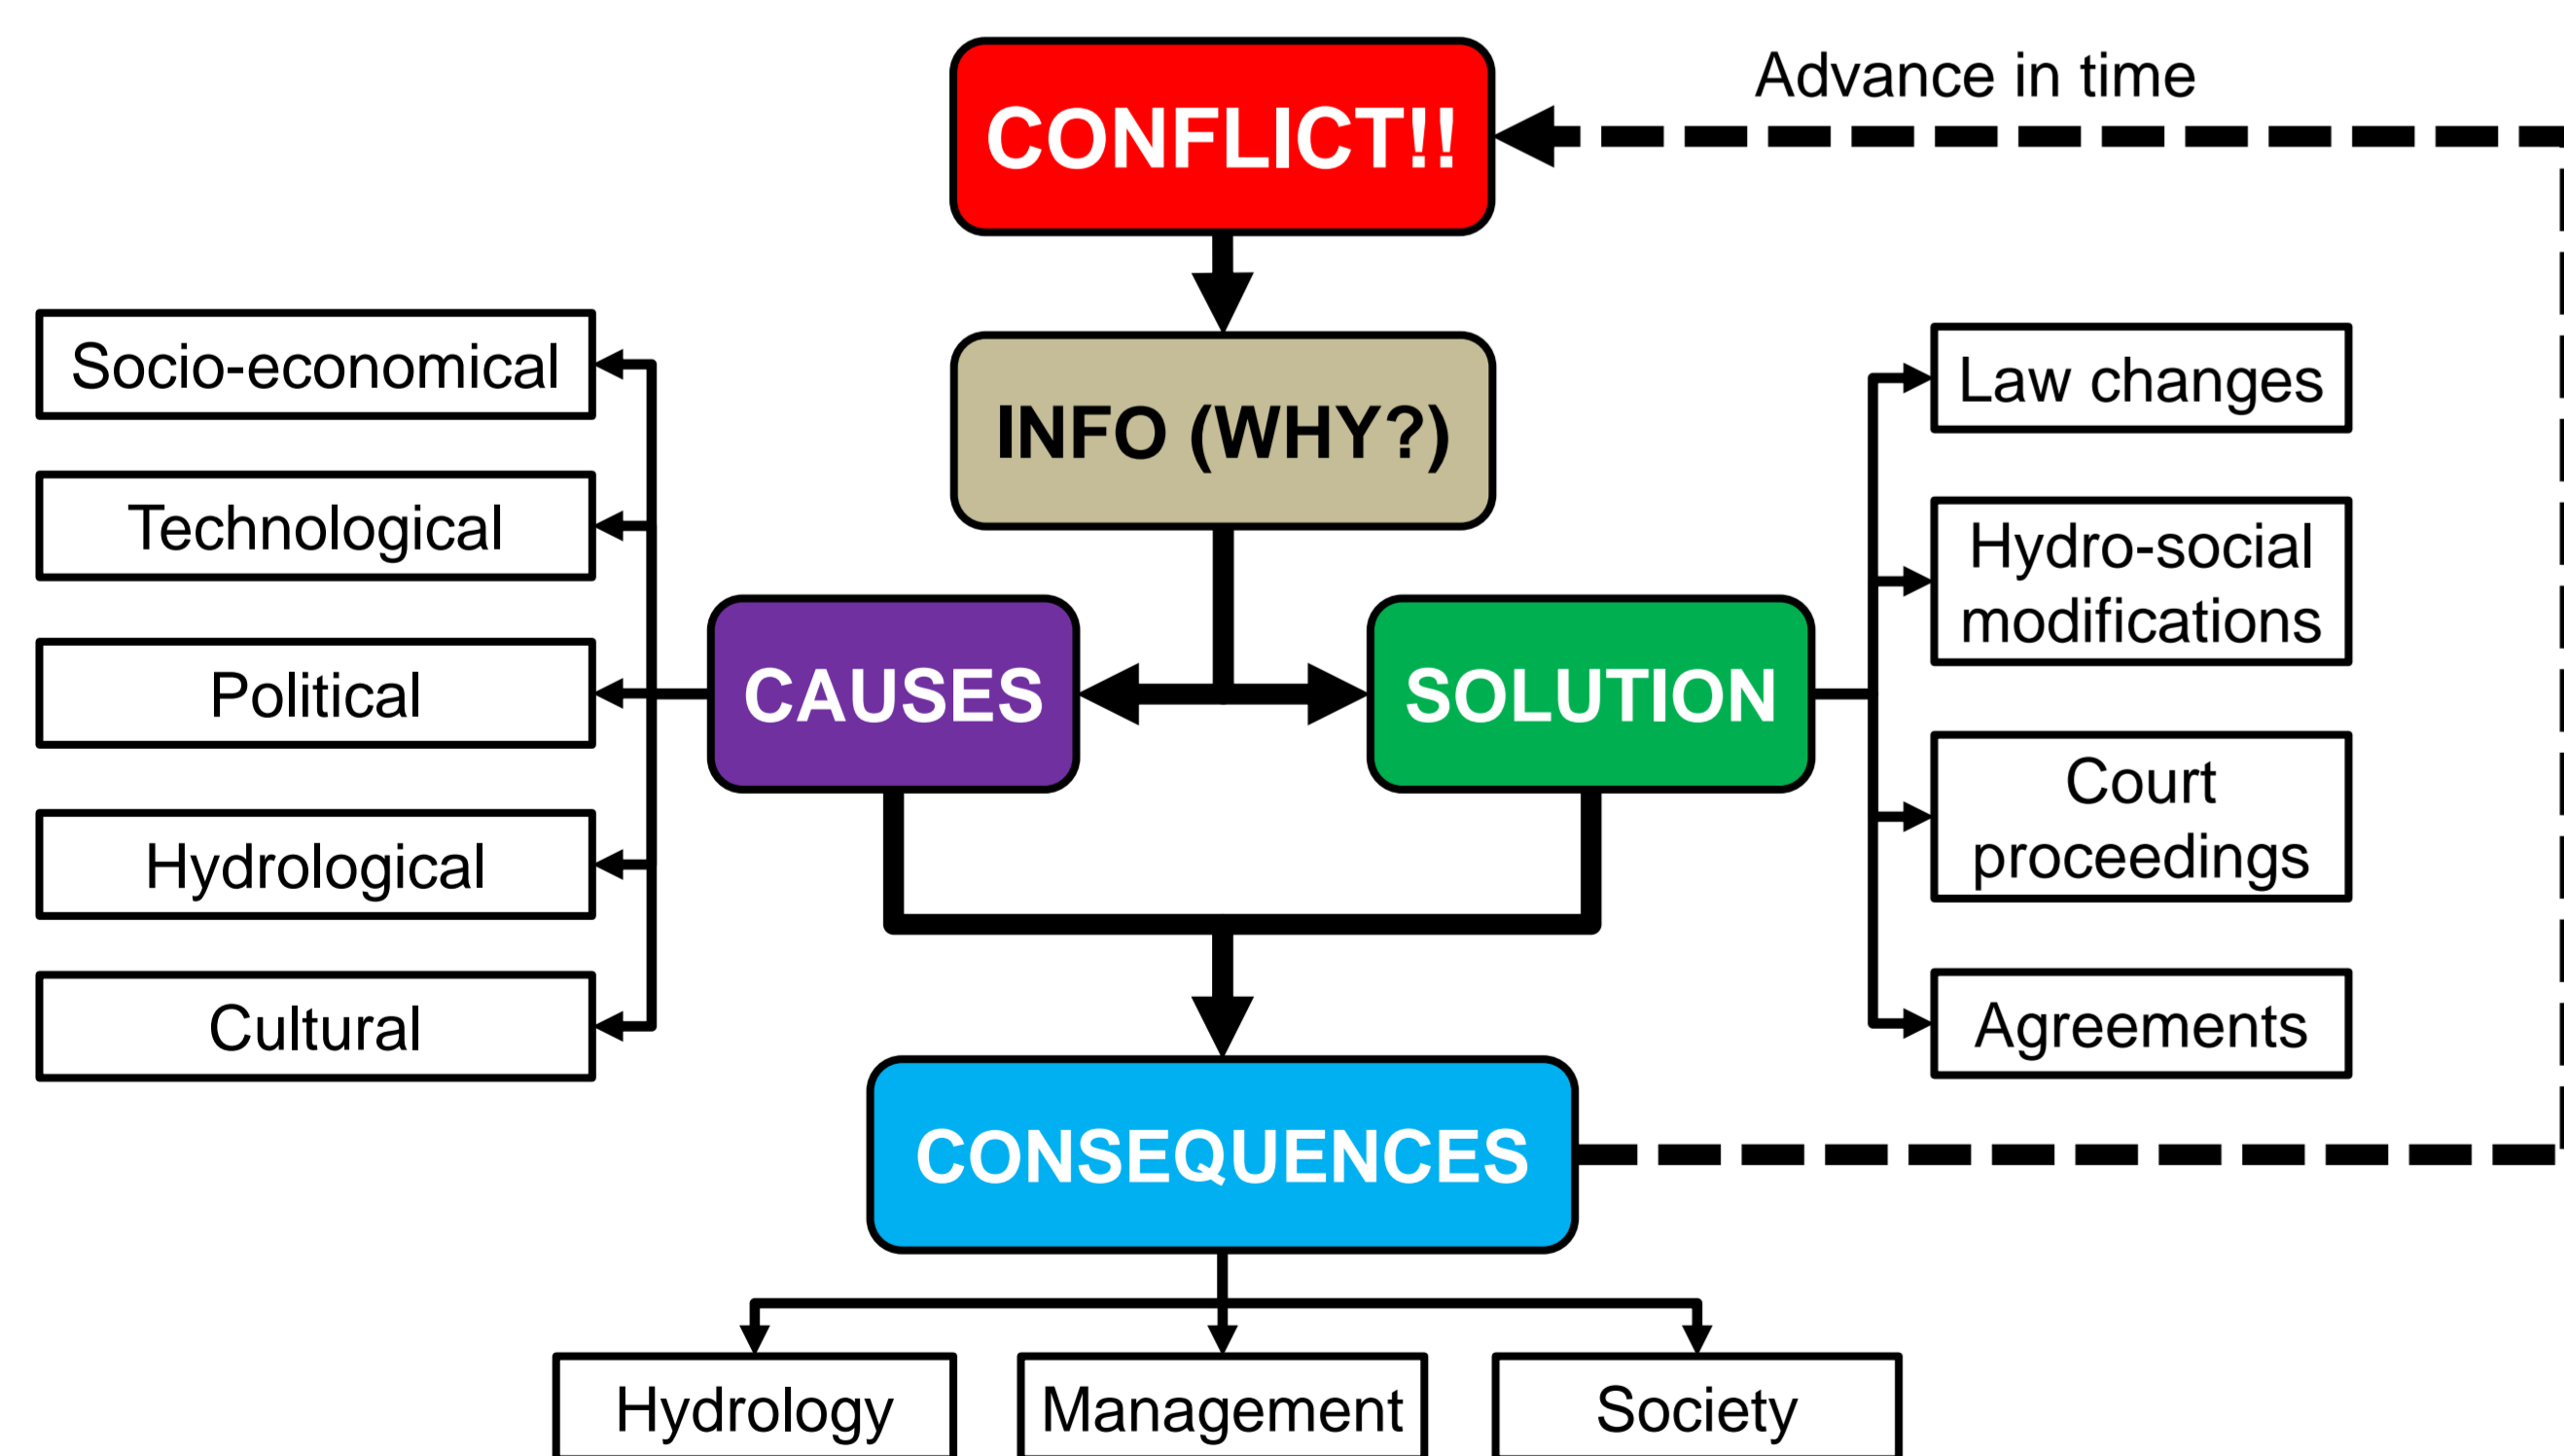 CONFLICT!!
Advance in time
INFO (WHY?)
Socio-economical
Technological
Political
Hydrological
Cultural
CAUSES
SOLUTION
Law changes
Hydro-social
modifications
Court
proceedings
Agreements
CONSEQUENCES
Hydrology
Management
Society